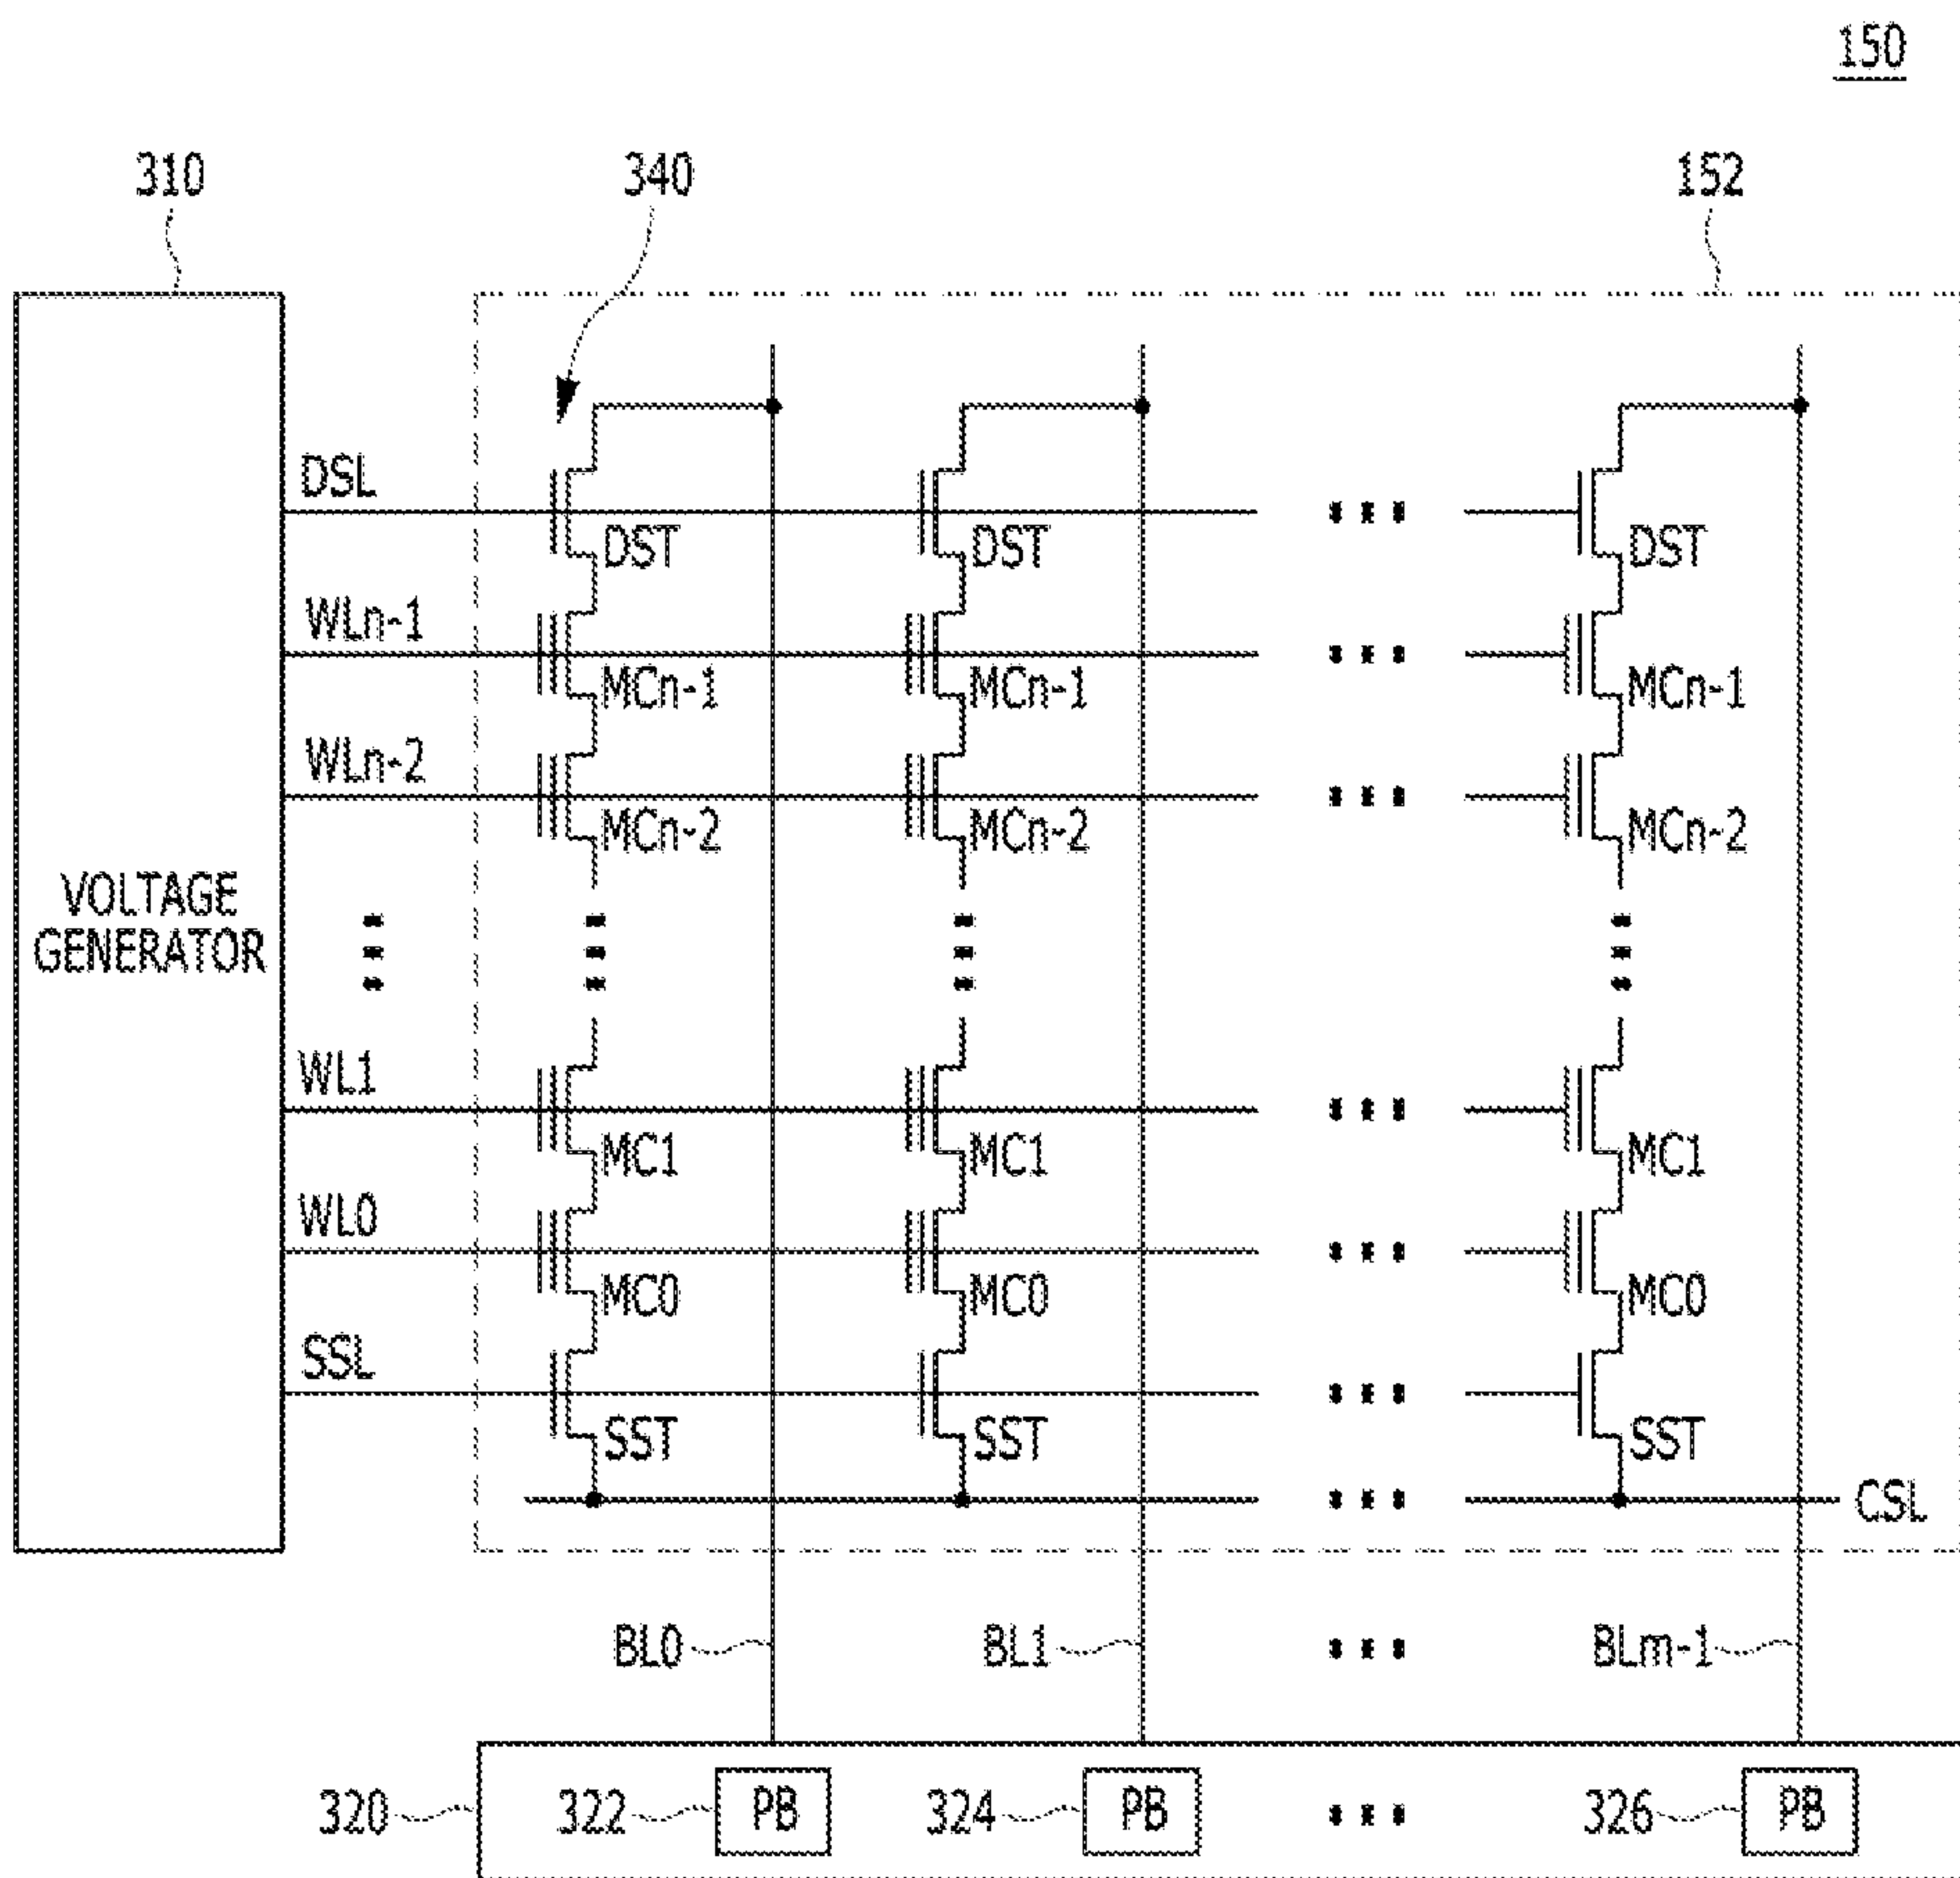 150
310
340
152
DSL
DST
DST
DST
WLn-1
MCn-1
MCn-1
MCn-1
WLn-2
MCn-2
MCn-2
MCn-2
VOLTAGE
GENERATOR
WL1
MC1
MC1
MC1
WL0
MC0
MC0
MC0
SSL
SST
SST
SST
CSL
BL0
BL1
BLm-1
320
322
PB
324
PB
326
PB